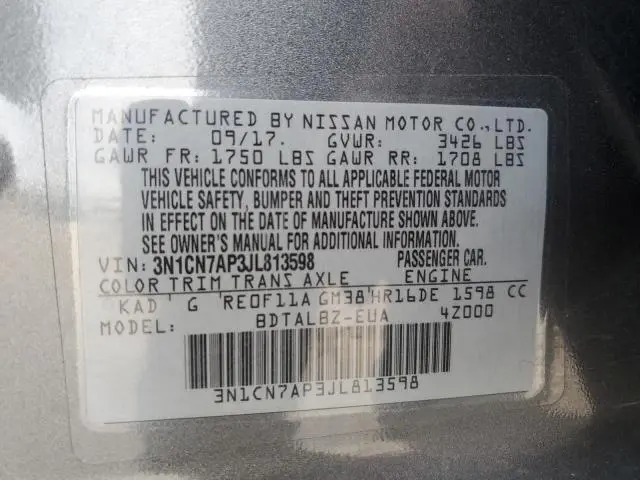 MANUFACTURED BY NISSAN MOTOR CO.,LTD.
DATE: 09/17. GVWR: 3426 LBS
GAWR FR: 1750 LBS GAWR RR: 1708 LBS
THIS VEHICLE CONFORMS TO ALL APPLICABLE FEDERAL MOTOR
VEHICLE SAFETY, BUMPER AND THEFT PREVENTION STANDARDS
IN EFFECT ON THE DATE OF MANUFACTURE SHOWN ABOVE.
SEE OWNER'S MANUAL FOR ADDITIONAL INFORMATION.
VIN: 3N1CN7AP3JL813598 PASSENGER CAR.
COLOR TRIM TRANS AXLE ENGINE
KAD G RE0F11A GM38 HR16DE 1598 CC
MODEL: BDTALBZ-EUA 4Z000
3N1CN7AP3JL813598